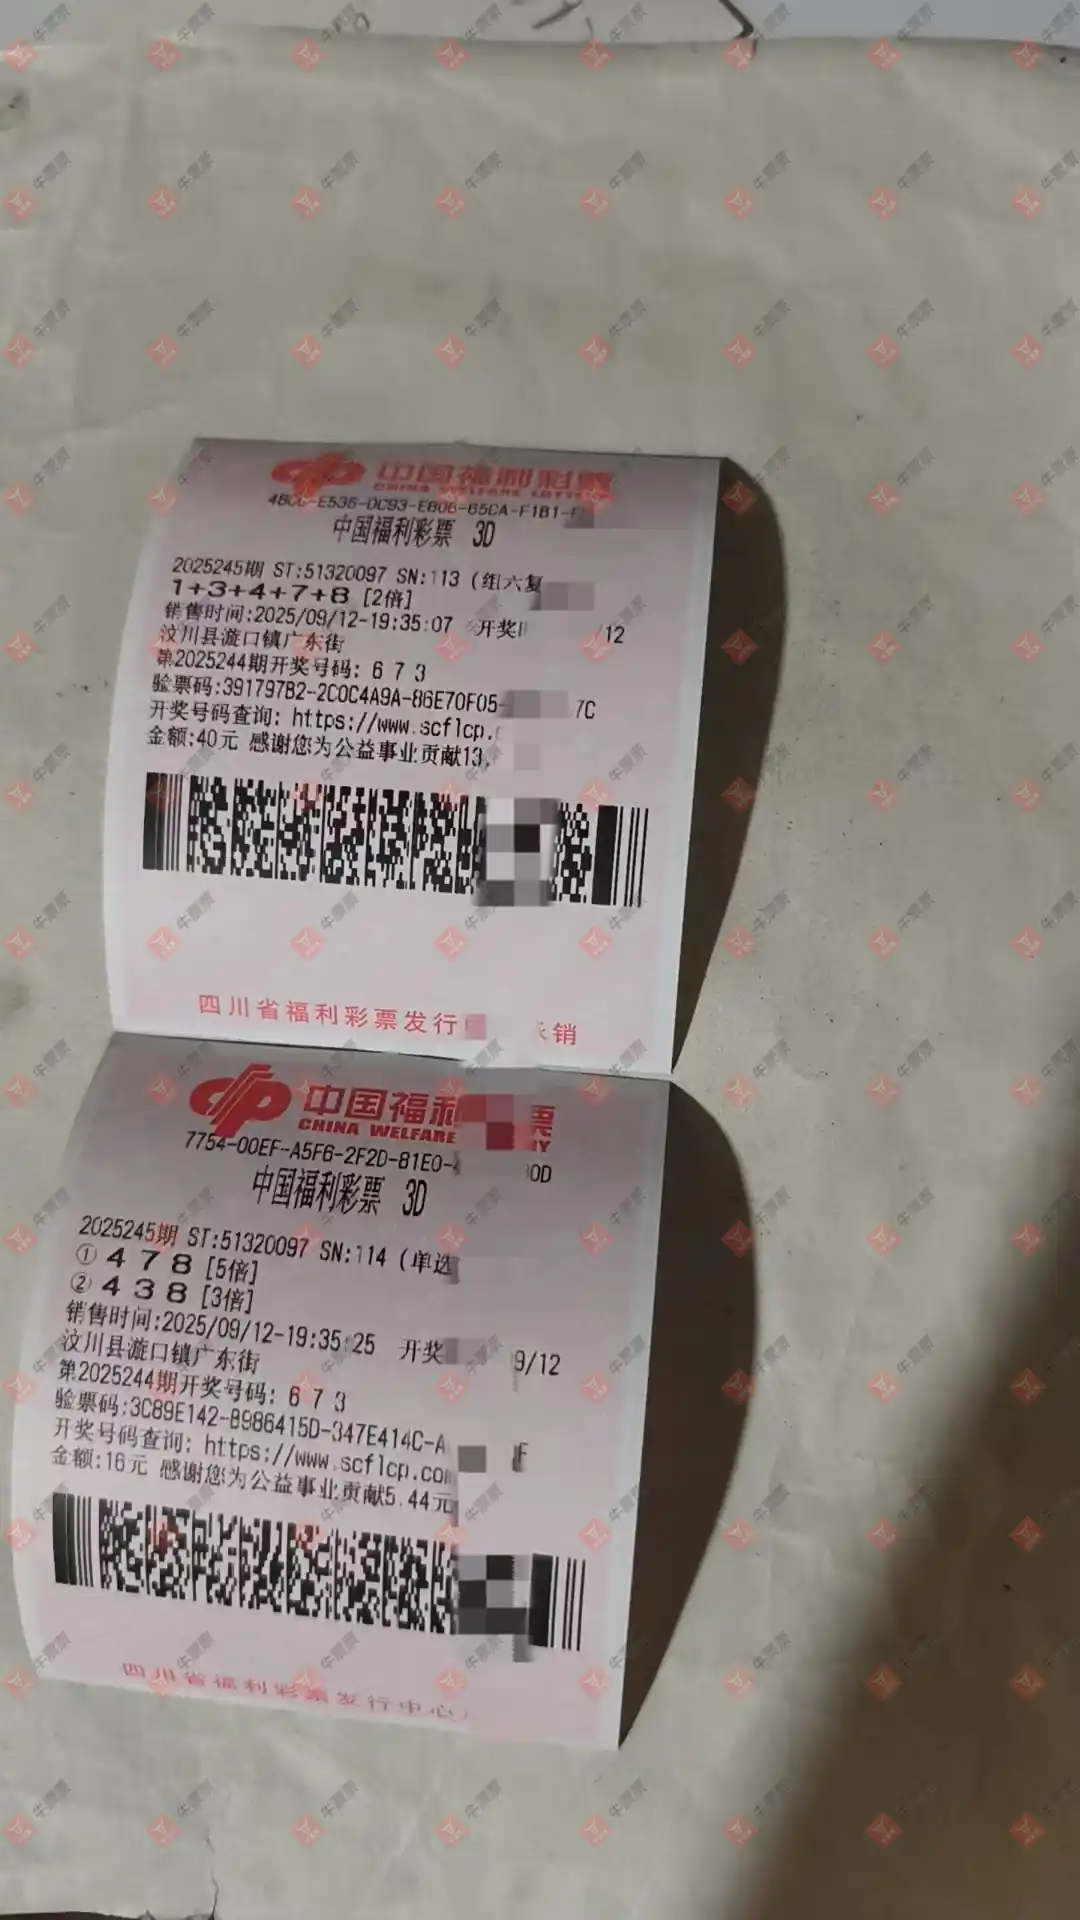 中国福利彩票
CHINA WELFARE LOTTE
中国福利彩票 3D
2025245期 ST:51320097 SN:113 (组六复
1+3+4+7+8 [2倍]
销售时间:2025/09/12-19:35:07 开奖 /12
汶川县漩口镇广东街
第2025244期开奖号码: 6 7 3
验票码:391797B2-2C0C4A9A-86E70F05- 7C
开奖号码查询: https://www.scflcp.
金额:40元 感谢您为公益事业贡献13.
四川省福利彩票发行 销
中国福利 票
CHINA WELFARE RY
7754-00EF-A5F6-2F2D-81E0- 0D
中国福利彩票 3D
2025245期 ST:51320097 SN:114 (单选
① 4 7 8 [5倍]
② 4 3 8 [3倍]
销售时间:2025/09/12-19:35:25 开奖 9/12
汶川县漩口镇广东街
第2025244期开奖号码: 6 7 3
验票码:3C89E142-8986415D-347E414C-A
开奖号码查询: https://www.scflcp.com
金额:16元 感谢您为公益事业贡献5.44元
四川省福利彩票发行中心
牛票票